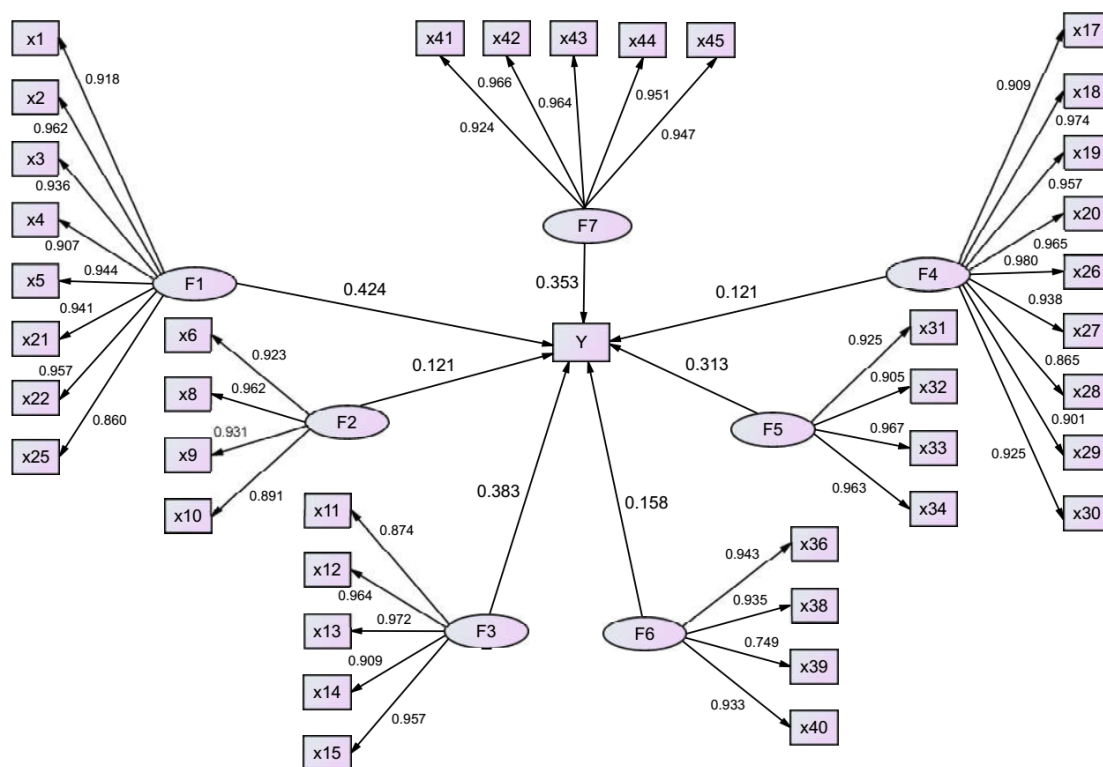 x1
x2
x3
x4
x5
x21
x22
x25
0.918
0.962
0.936
0.907
0.944
0.941
0.957
0.860
F1
0.424
x41
x42
x43
x44
x45
0.966
0.964
0.951
0.924
0.947
F7
0.353
x17
x18
x19
x20
x26
x27
x28
x29
x30
0.909
0.974
0.957
0.965
0.980
0.938
0.865
0.901
0.925
F4
0.121
Y
x6
x8
x9
x10
0.923
0.962
0.931
0.891
F2
0.121
x31
x32
x33
x34
0.925
0.905
0.967
0.963
F5
0.313
x11
x12
x13
x14
x15
0.874
0.964
0.972
0.909
0.957
F3
0.383
x36
x38
x39
x40
0.943
0.935
0.749
0.933
F6
0.158